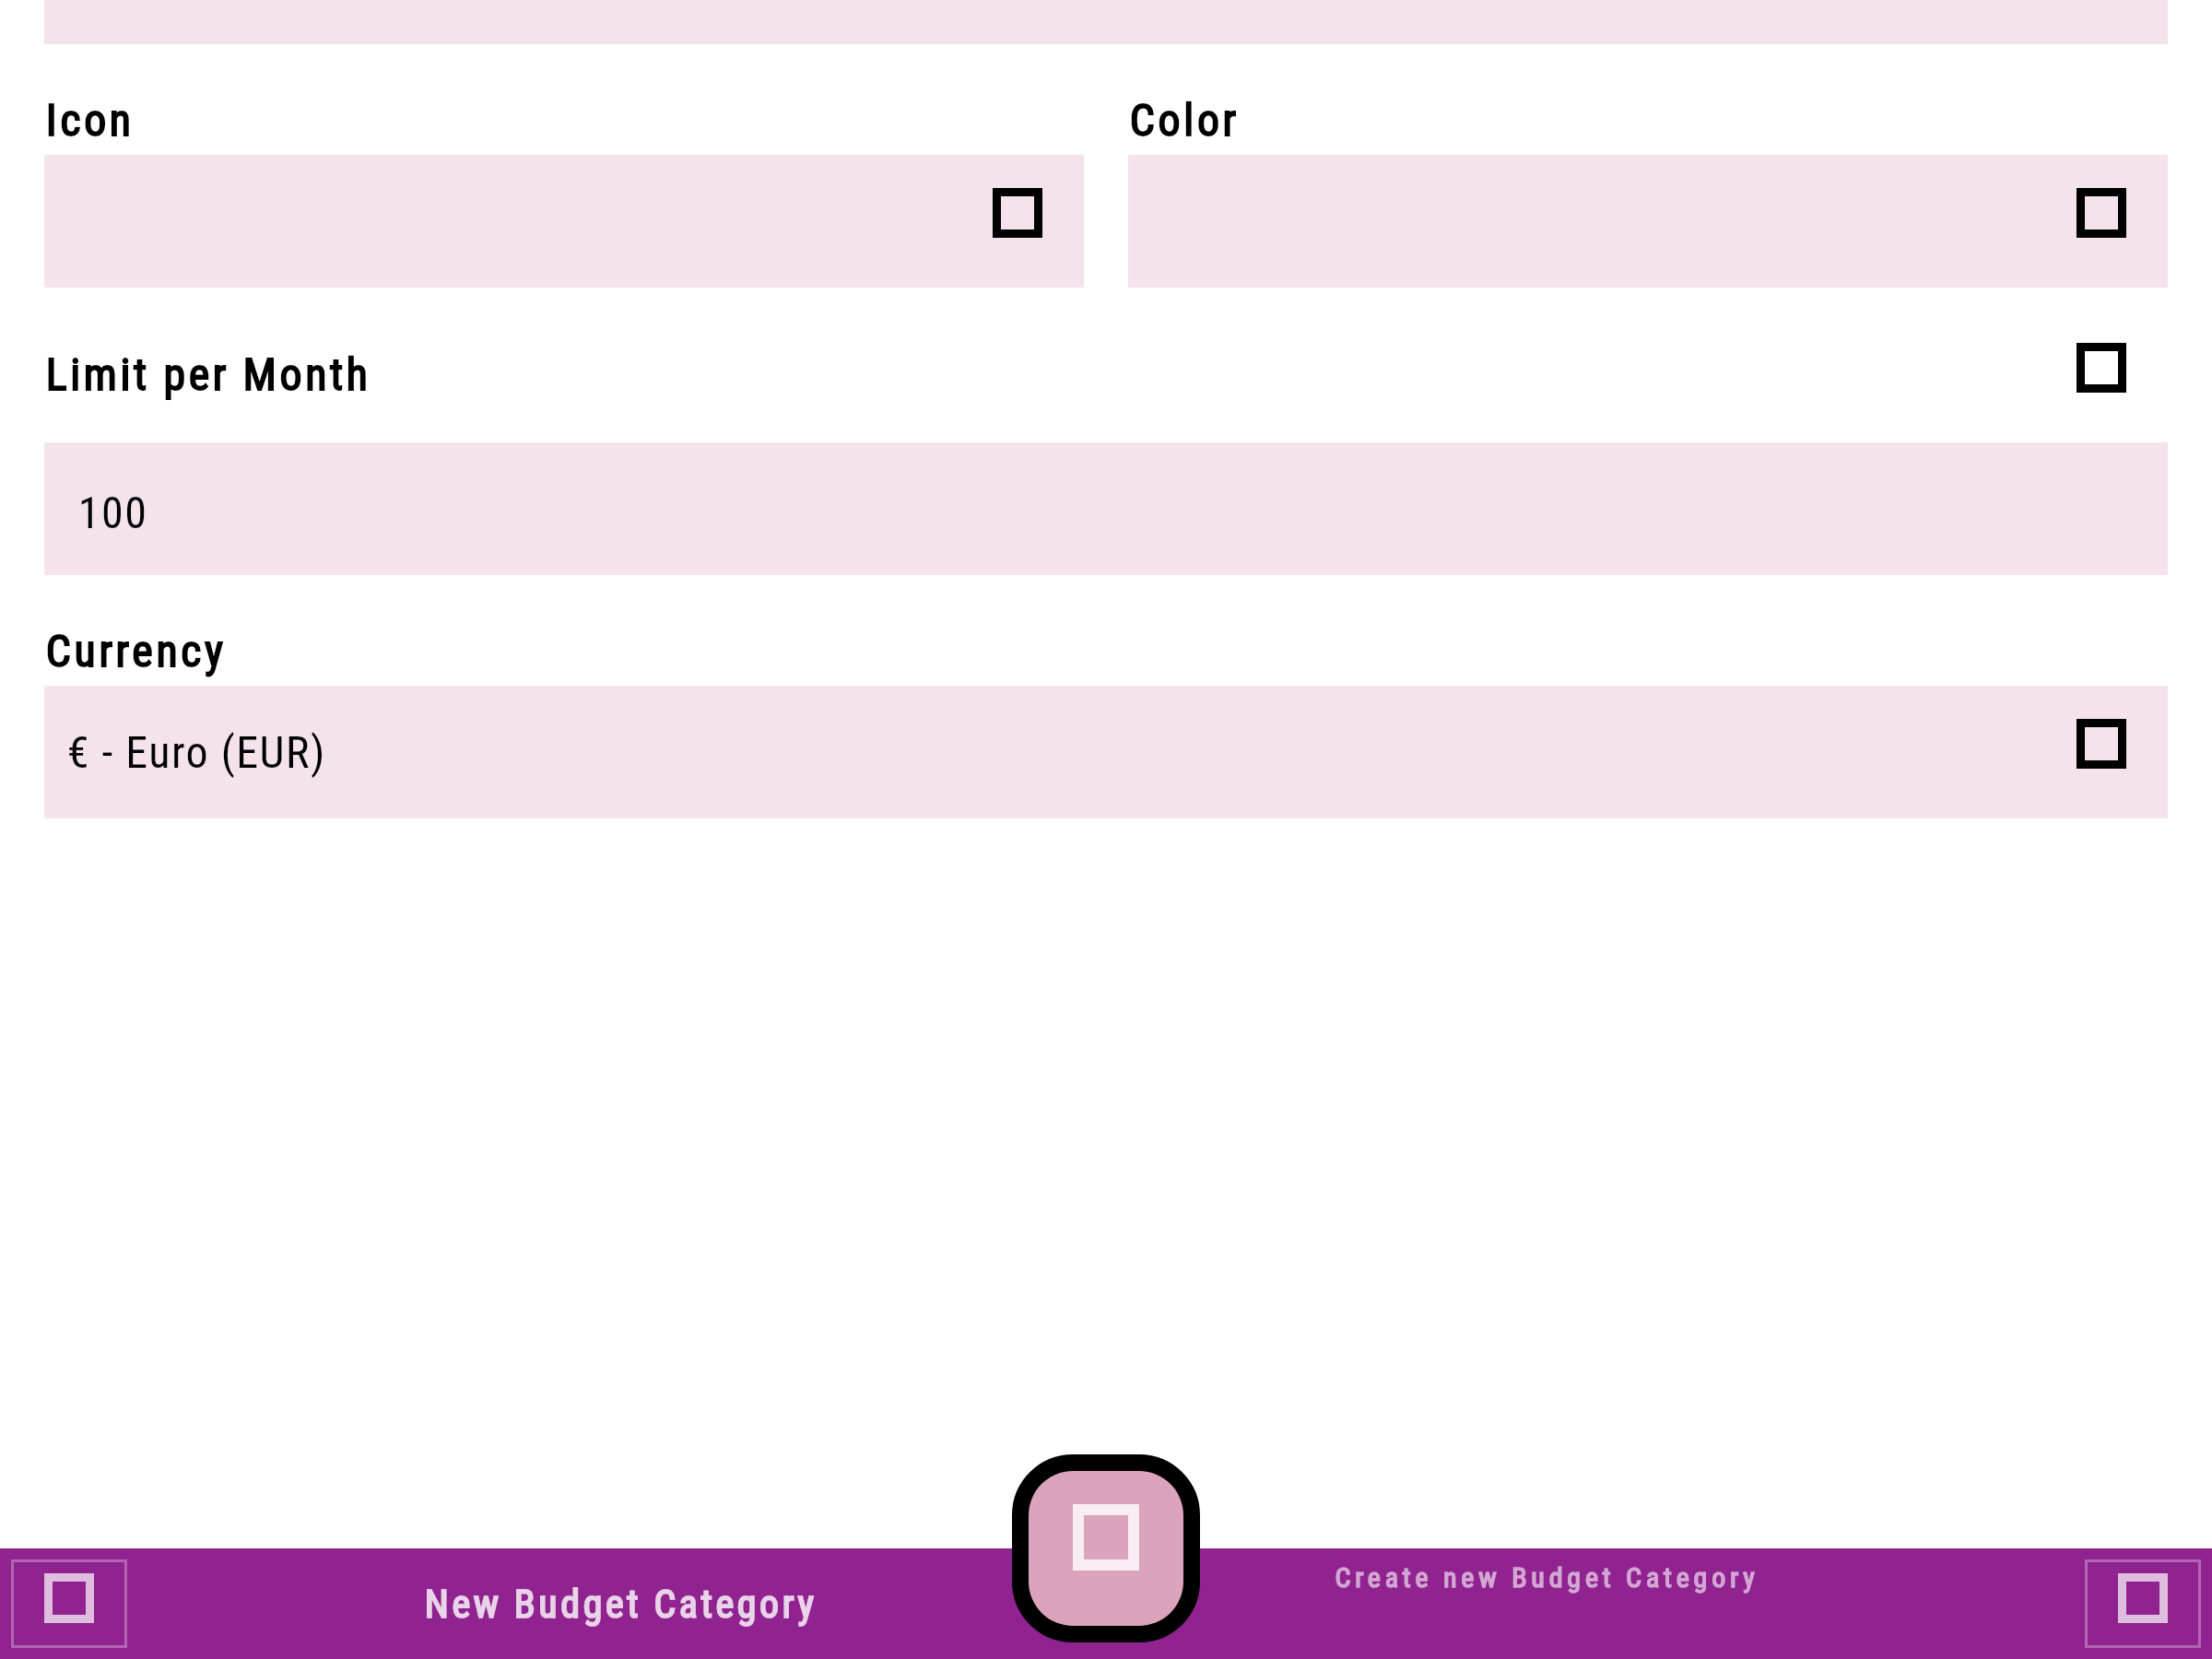 Icon
Color
Limit per Month
100
Currency
€ - Euro (EUR)
New Budget Category
Create new Budget Category